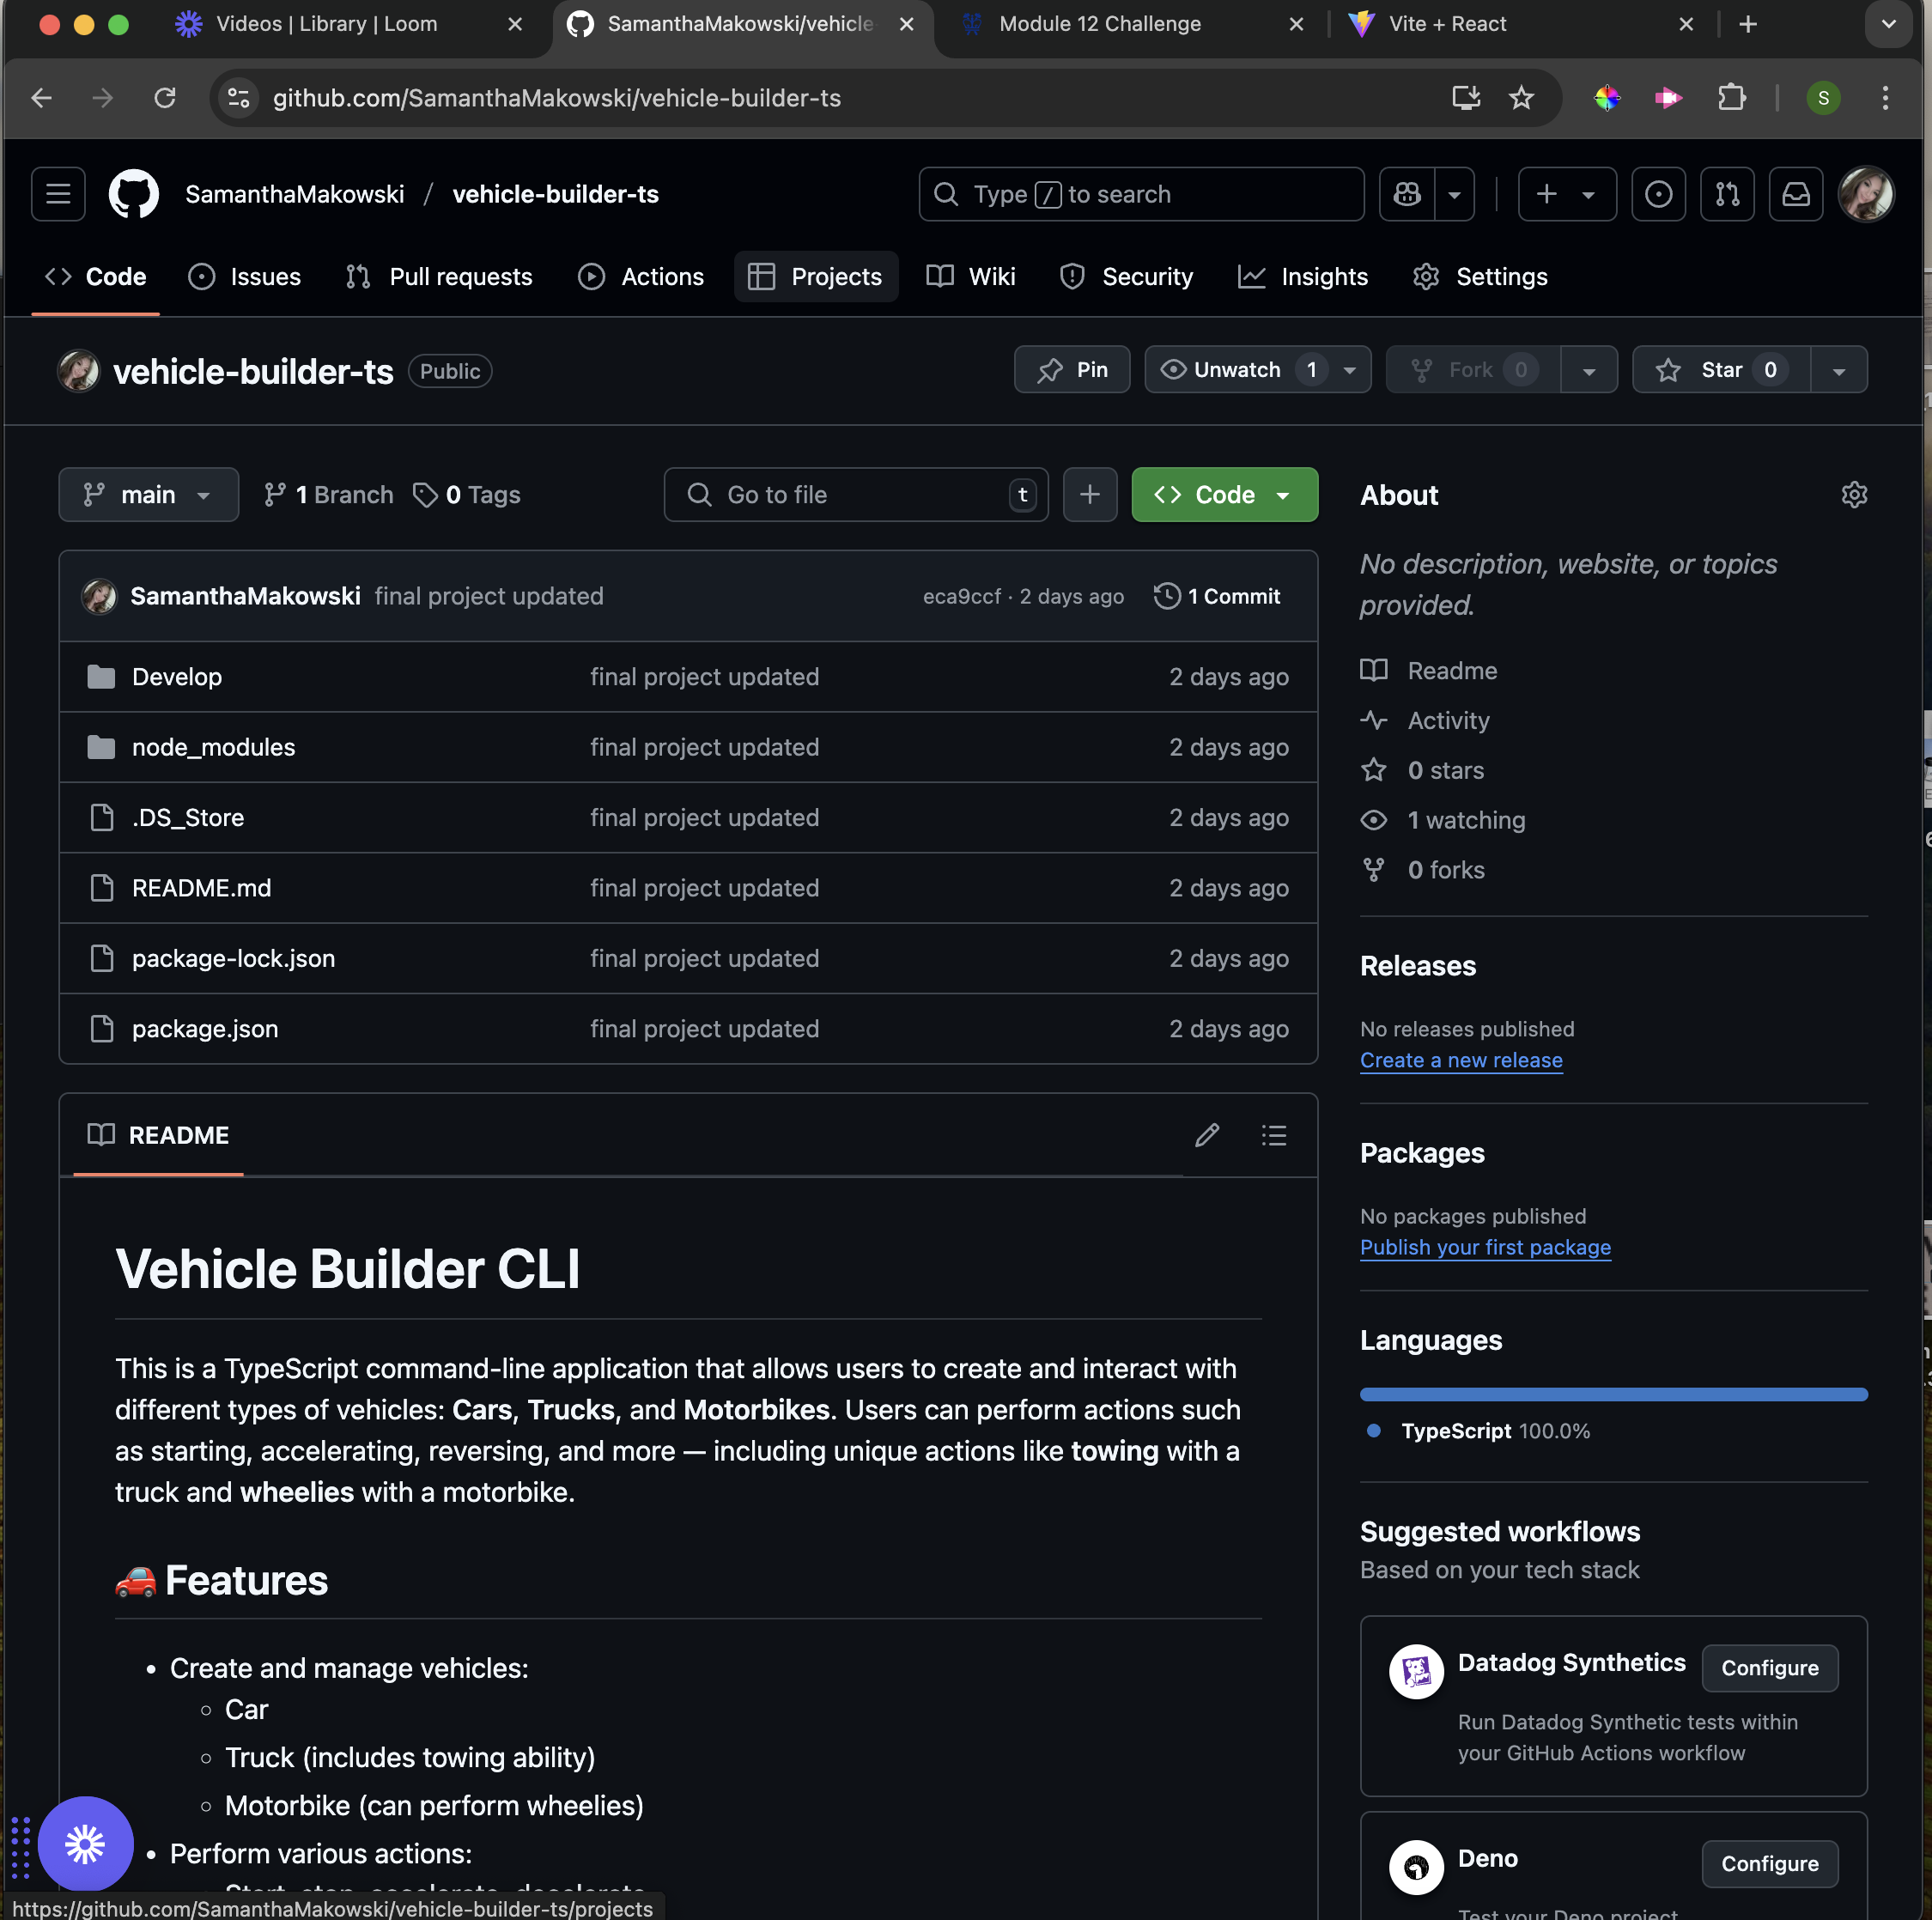 Videos | Library | Loom
SamanthaMakowski/vehicle-
Module 12 Challenge
Vite + React
github.com/SamanthaMakowski/vehicle-builder-ts
S
SamanthaMakowski / vehicle-builder-ts
Type / to search
Code
Issues
Pull requests
Actions
Projects
Wiki
Security
Insights
Settings
vehicle-builder-ts
Public
Pin
Unwatch 1
Fork 0
Star 0
main
1 Branch
0 Tags
Go to file
t
Code
SamanthaMakowski final project updated
eca9ccf · 2 days ago
1 Commit
Develop final project updated 2 days ago
node_modules final project updated 2 days ago
.DS_Store final project updated 2 days ago
README.md final project updated 2 days ago
package-lock.json final project updated 2 days ago
package.json final project updated 2 days ago
README
Vehicle Builder CLI
This is a TypeScript command-line application that allows users to create and interact with
different types of vehicles: Cars, Trucks, and Motorbikes. Users can perform actions such
as starting, accelerating, reversing, and more — including unique actions like towing with a
truck and wheelies with a motorbike.
🚗 Features
• Create and manage vehicles:
◦ Car
◦ Truck (includes towing ability)
◦ Motorbike (can perform wheelies)
• Perform various actions:
◦ Start, stop, accelerate, decelerate
https://github.com/SamanthaMakowski/vehicle-builder-ts/projects
About
No description, website, or topics
provided.
Readme
Activity
0 stars
1 watching
0 forks
Releases
No releases published
Create a new release
Packages
No packages published
Publish your first package
Languages
TypeScript 100.0%
Suggested workflows
Based on your tech stack
Datadog Synthetics
Configure
Run Datadog Synthetic tests within
your GitHub Actions workflow
Deno
Configure
Test your Deno project